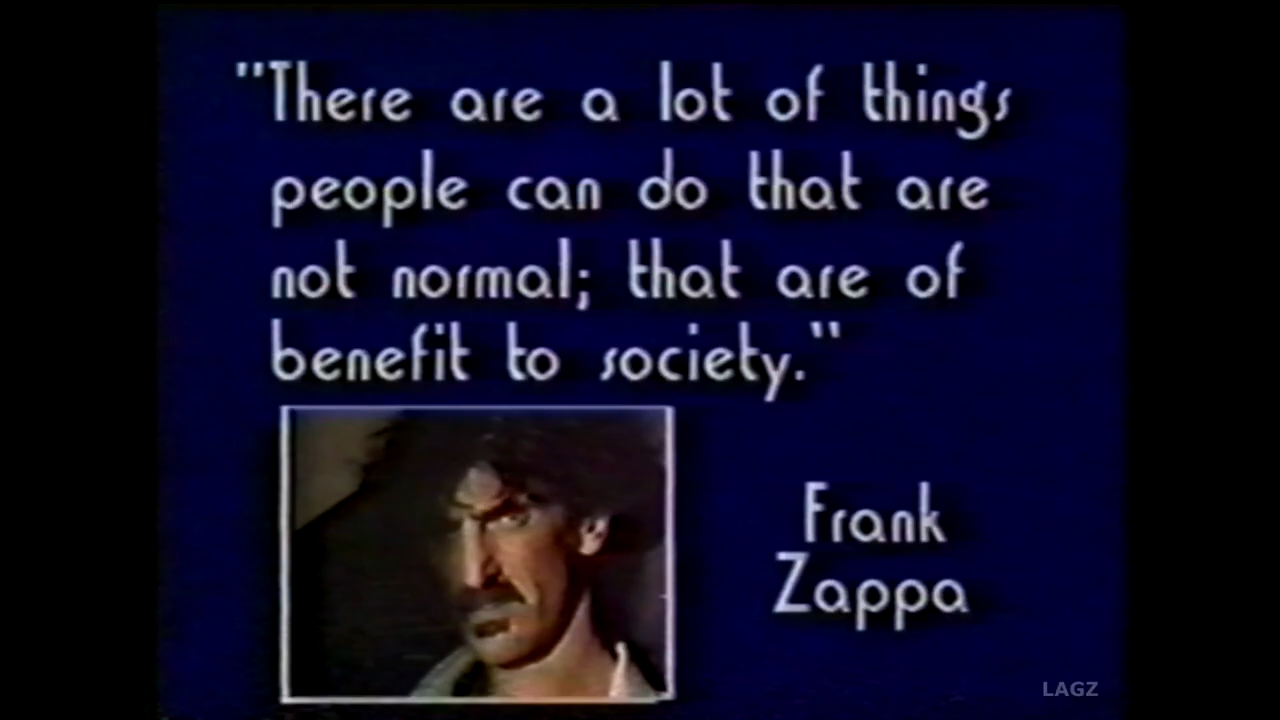 "There are a lot of things
people can do that are
not normal; that are of
benefit to society."
Frank
Zappa
LAGZ